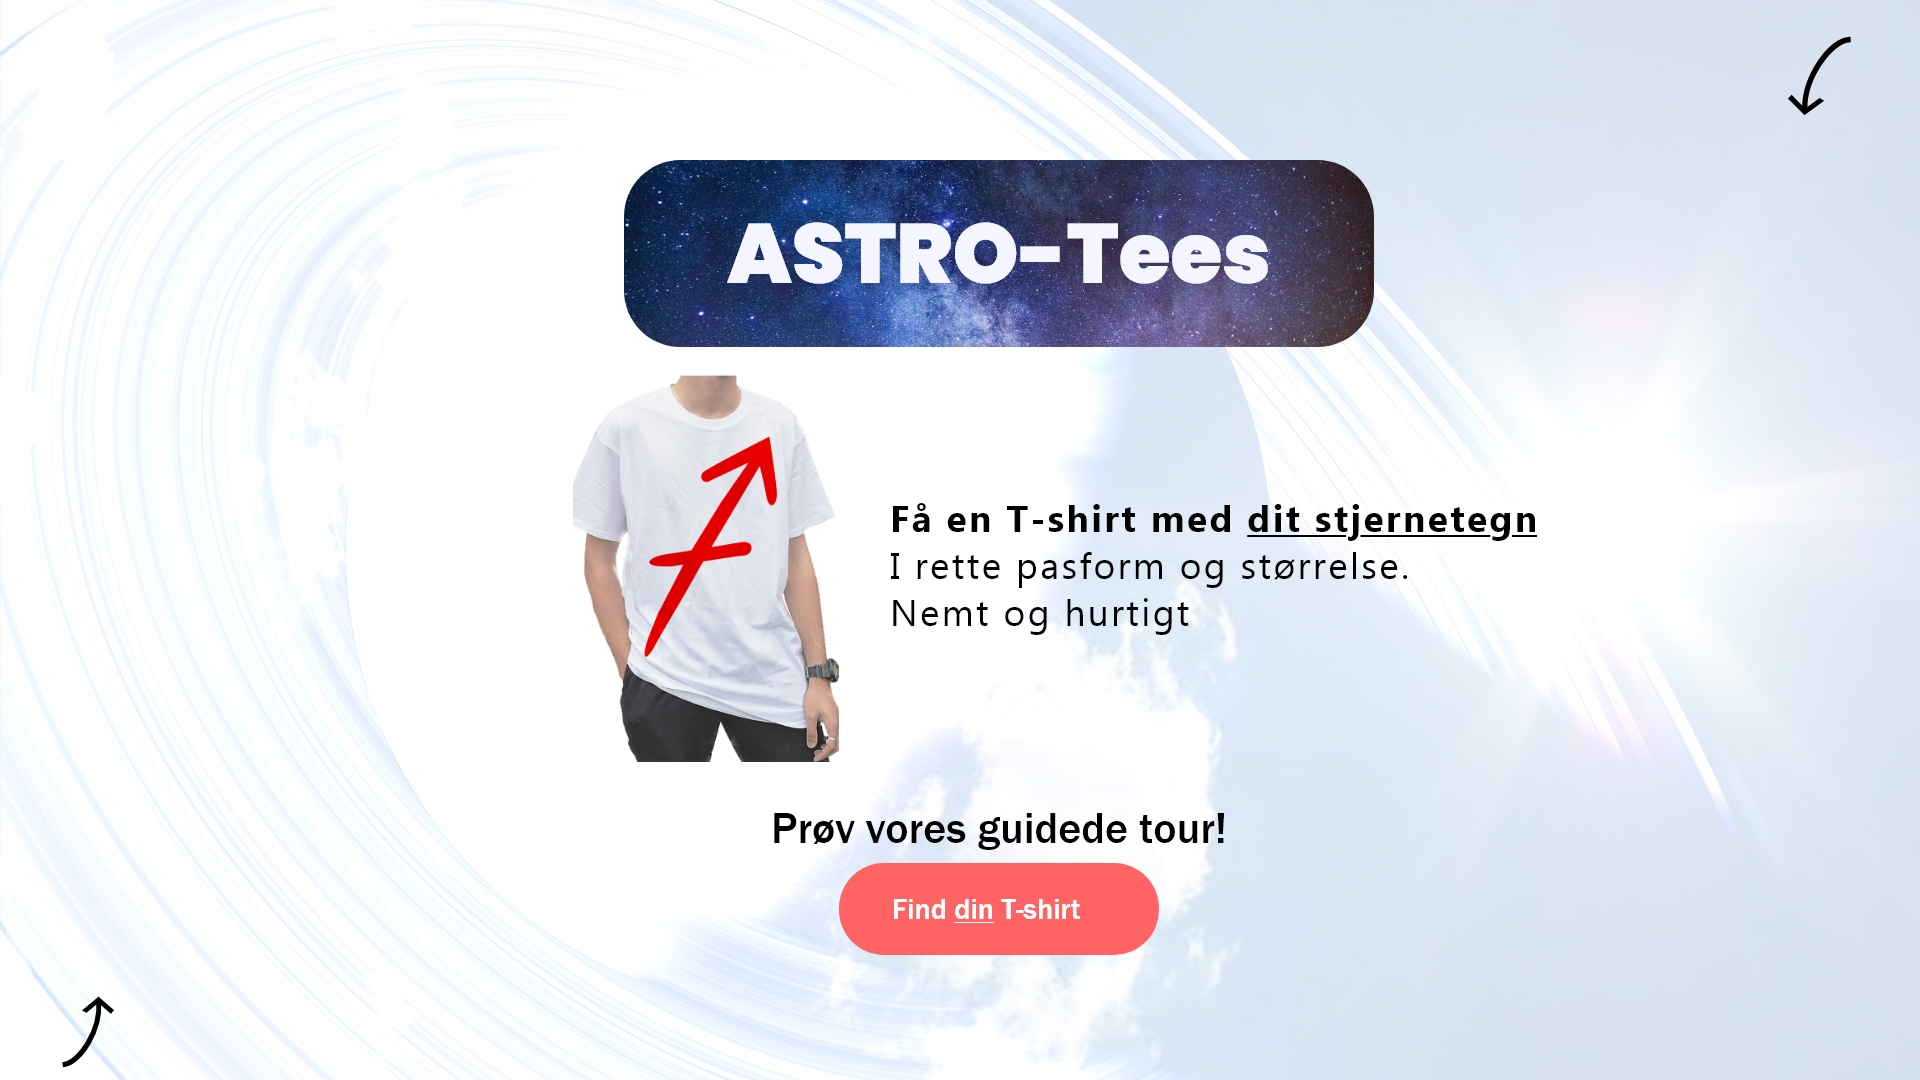 ASTRO-Tees
Få en T-shirt med dit stjernetegn
I rette pasform og størrelse.
Nemt og hurtigt
Prøv vores guidede tour!
Find din T-shirt